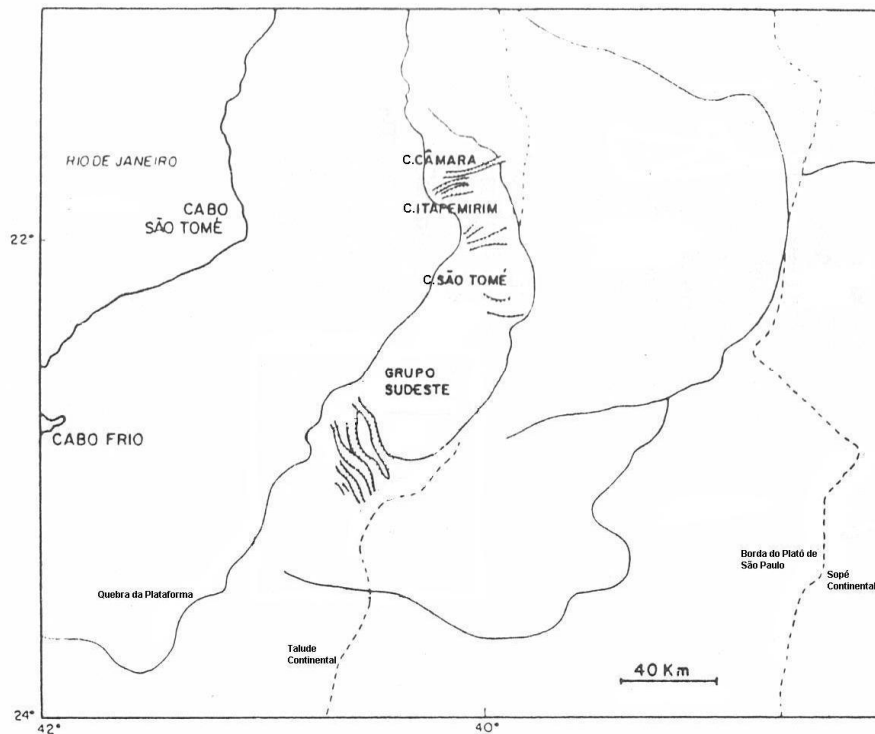 C.CÂMARA
RIO DE JANEIRO
CABO
SÃO TOMÉ
C.ITAPEMIRIM
22°
C.SÃO TOMÉ
GRUPO
SUDESTE
CABO FRIO
Borda do Platô de
São Paulo
Sopé
Continental
Quebra da Plataforma
Talude
Continental
40 Km
24°
42°
40°